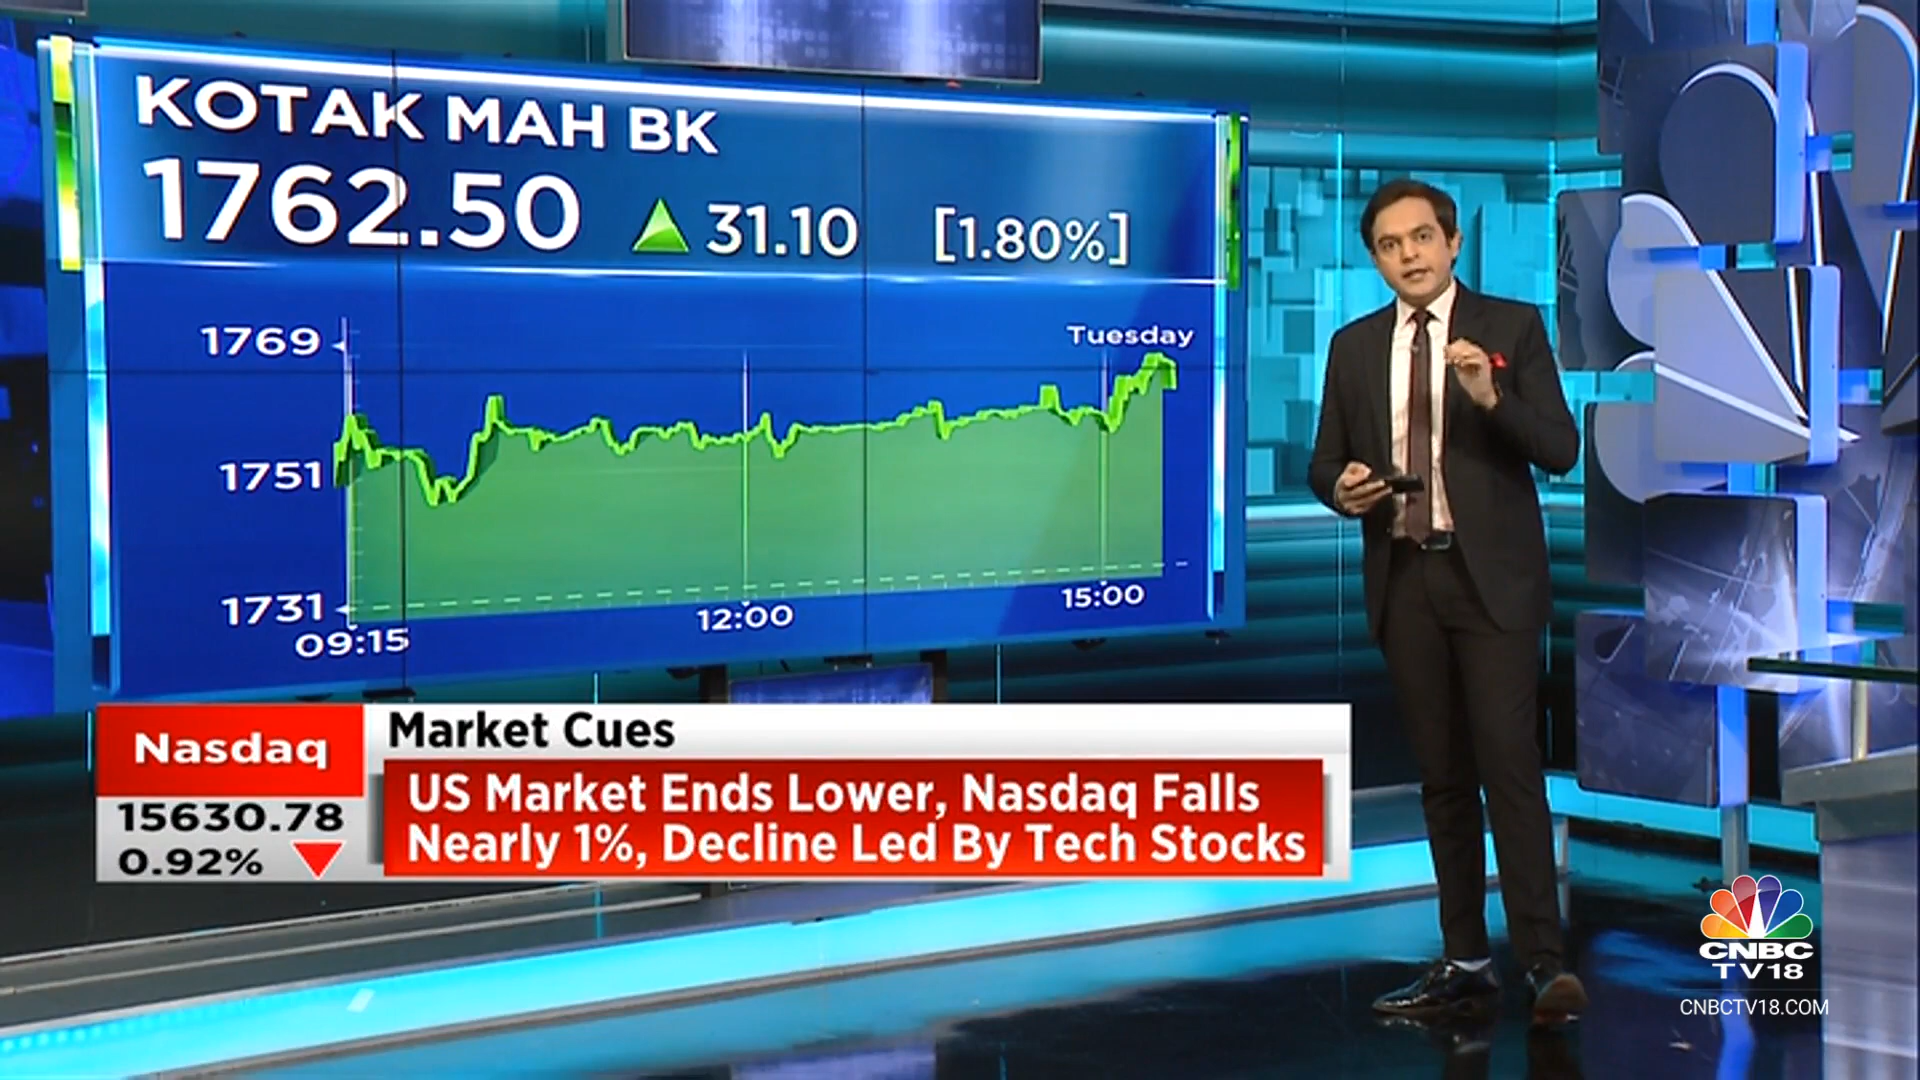 KOTAK MAH BK
1762.50 ▲ 31.10 [1.80%]
Tuesday
1769
1751
1731
09:15
12:00
15:00
Nasdaq
15630.78
0.92% ▼
Market Cues
US Market Ends Lower, Nasdaq Falls
Nearly 1%, Decline Led By Tech Stocks
CNBC
TV18
CNBCTV18.COM